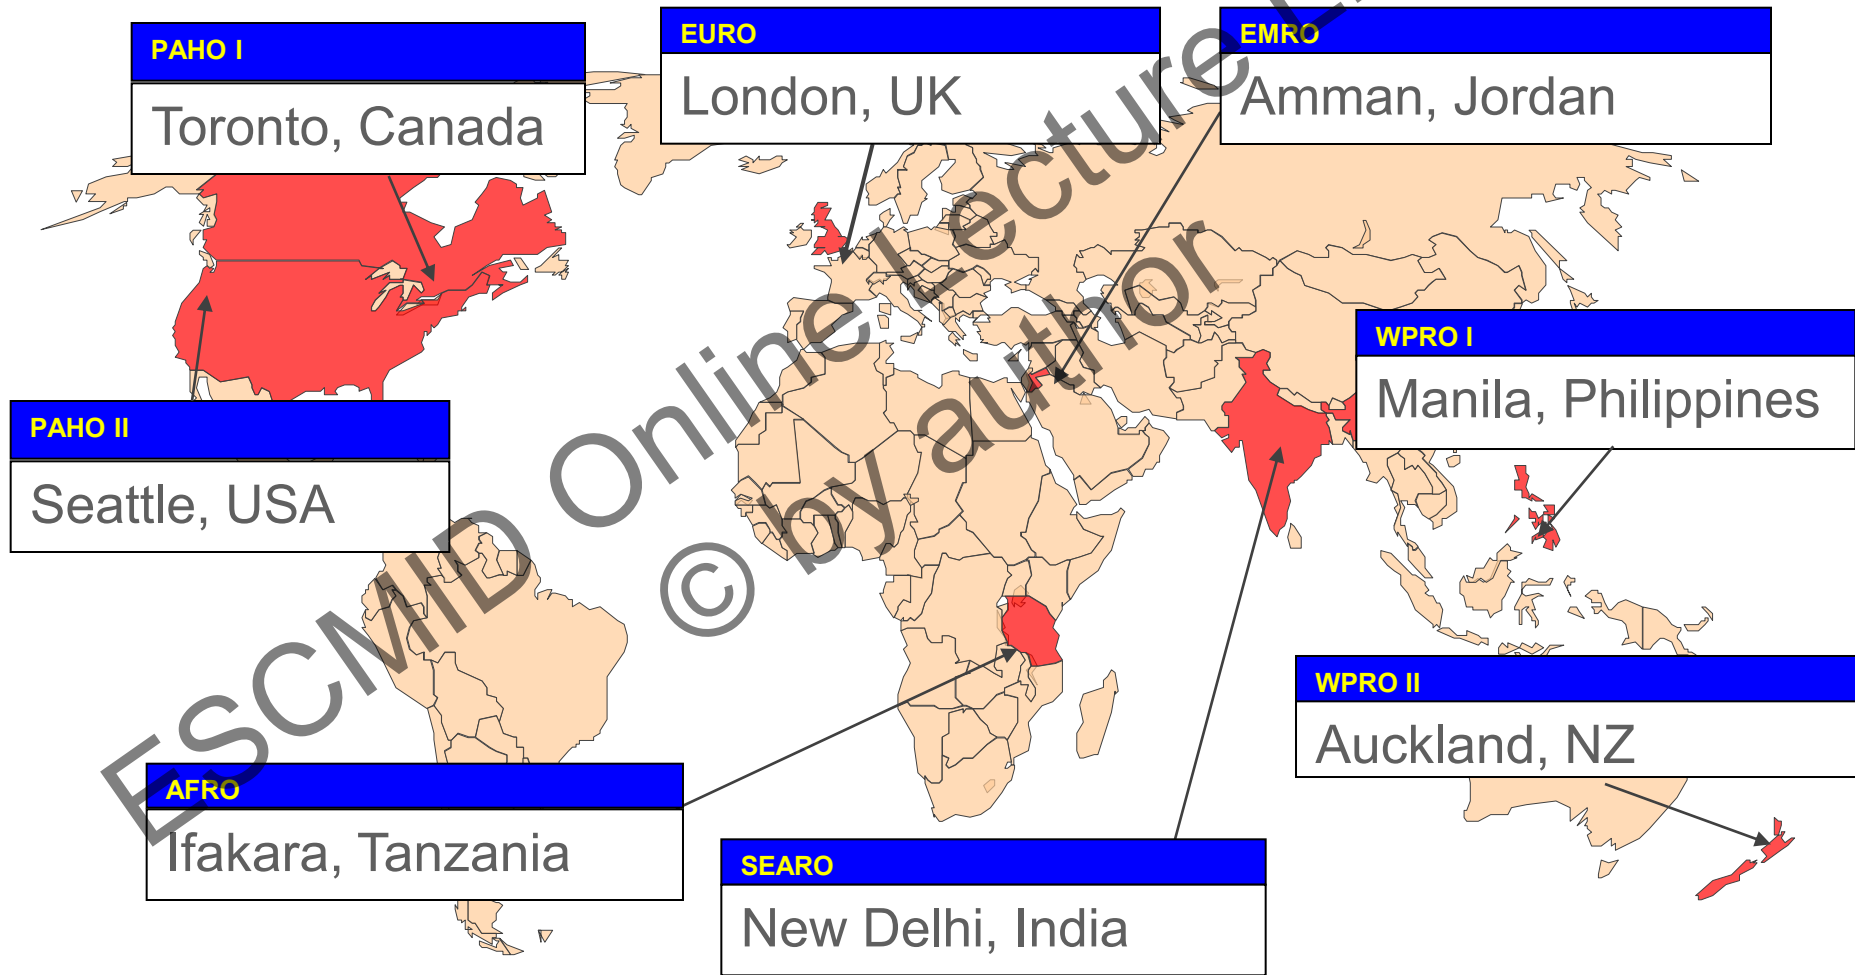 PAHO I
Toronto, Canada
EURO
London, UK
EMRO
Amman, Jordan
WPRO I
Manila, Philippines
PAHO II
Seattle, USA
WPRO II
Auckland, NZ
AFRO
Ifakara, Tanzania
SEARO
New Delhi, India
ESCMID Online Lecture
© by author